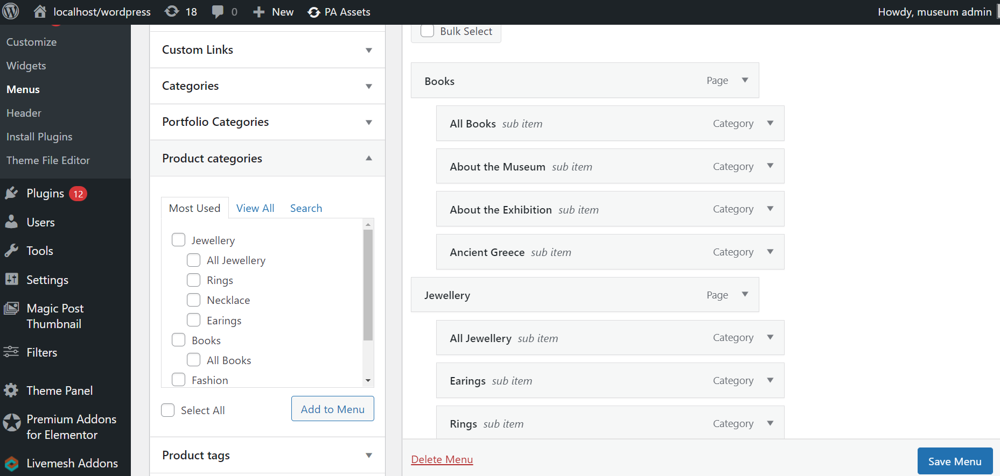 localhost/wordpress 18 0 New PA Assets Howdy, museum admin
Customize
Widgets
Menus
Header
Install Plugins
Theme File Editor
Plugins 12
Users
Tools
Settings
Magic Post
Thumbnail
Filters
Theme Panel
Premium Addons
for Elementor
Livemesh Addons
Custom Links
Categories
Portfolio Categories
Product categories
Most Used View All Search
Jewellery
All Jewellery
Rings
Necklace
Earings
Books
All Books
Fashion
Select All Add to Menu
Product tags
Bulk Select
Books Page
All Books sub item Category
About the Museum sub item Category
About the Exhibition sub item Category
Ancient Greece sub item Category
Jewellery Page
All Jewellery sub item Category
Earings sub item Category
Rings sub item Category
Delete Menu Save Menu